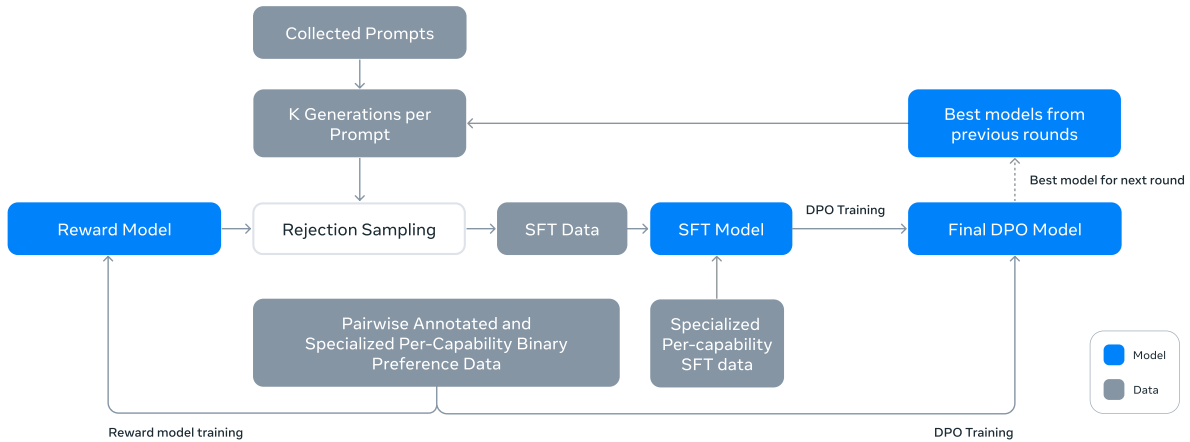 Collected Prompts
K Generations per
Prompt
Best models from
previous rounds
Best model for next round
Reward Model
Rejection Sampling
SFT Data
SFT Model
DPO Training
Final DPO Model
Pairwise Annotated and
Specialized Per-Capability Binary
Preference Data
Specialized
Per-capability
SFT data
Model
Data
Reward model training
DPO Training